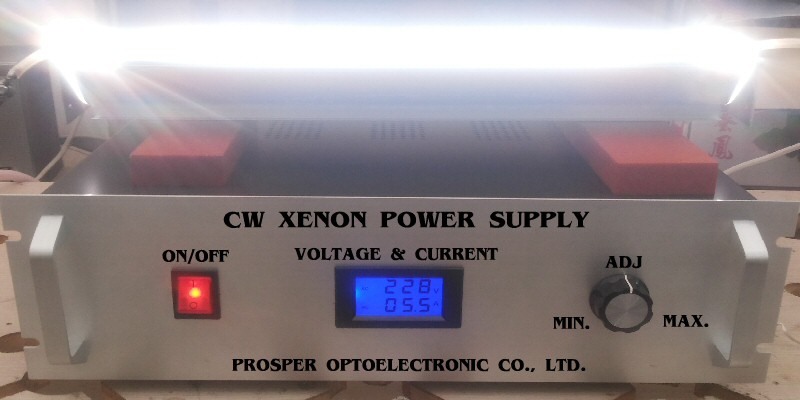 CW XENON POWER SUPPLY
ON/OFF
VOLTAGE & CURRENT
ADJ
228 V
05.5 A
MIN.
MAX.
PROSPER OPTOELECTRONIC CO., LTD.